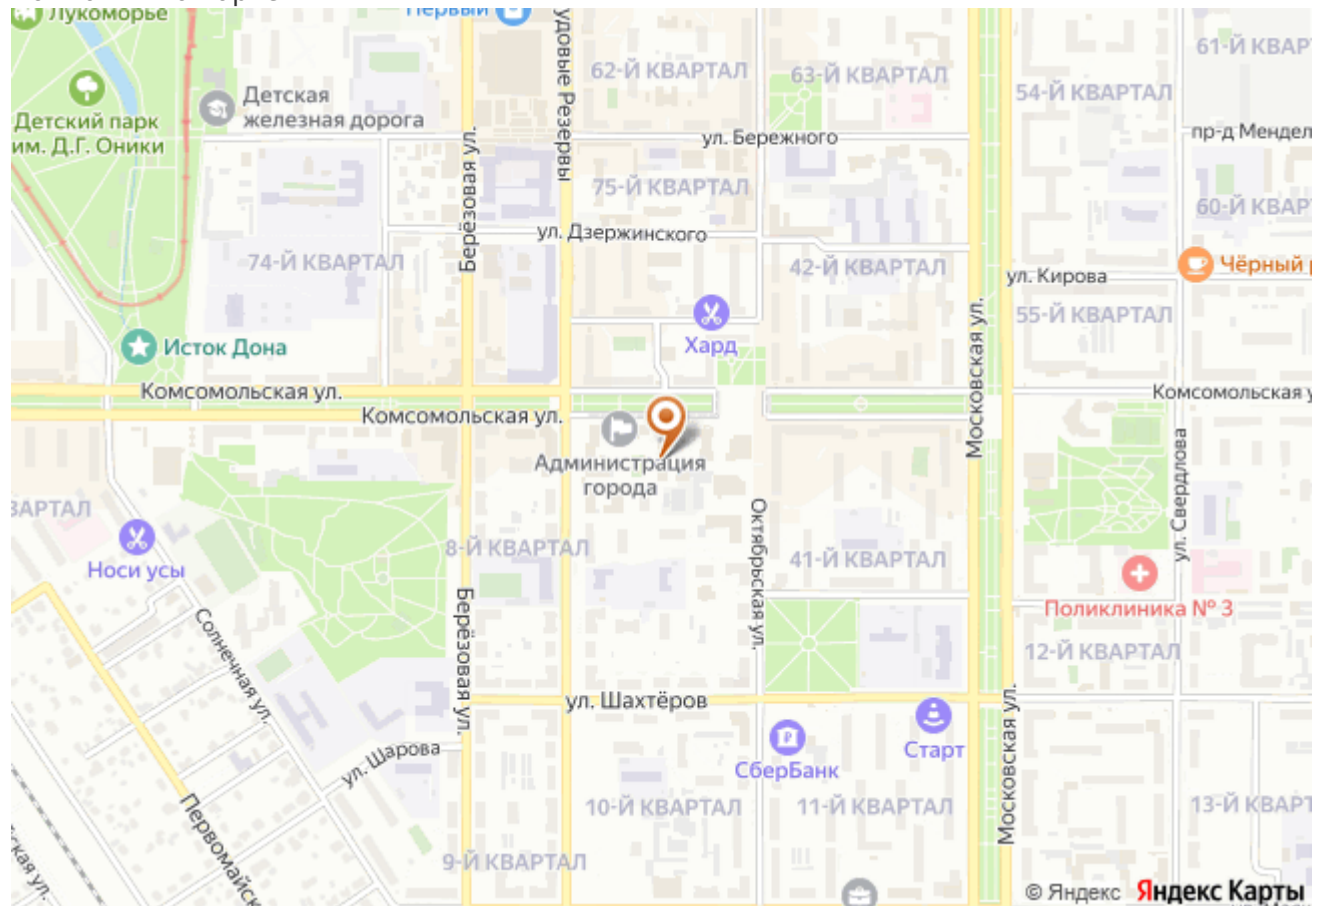 Лукоморье
Первый
61-Й КВАР
62-Й КВАРТАЛ
63-Й КВАРТАЛ
удовые Резервы
54-Й КВАРТАЛ
Детская
железная дорога
Детский парк
им. Д.Г. Оники
ул. Бережного
пр-д Мендел
Берёзовая ул.
75-Й КВАРТАЛ
60-Й КВАР
ул. Дзержинского
74-Й КВАРТАЛ
42-Й КВАРТАЛ
ул. Кирова
Чёрный
55-Й КВАРТАЛ
Хард
Московская ул.
Исток Дона
Комсомольская ул.
Комсомольская у
Комсомольская ул.
Администрация
города
ул. Свердлова
ЗАРТАЛ
Октябрьская ул.
8-Й КВАРТАЛ
41-Й КВАРТАЛ
Носи усы
Поликлиника № 3
Берёзовая ул.
Солнечная ул.
12-Й КВАРТАЛ
ул. Шахтёров
Московская ул.
ул. Шарова
Старт
СберБанк
10-Й КВАРТАЛ
11-Й КВАРТАЛ
13-Й КВАРТ
Первомайск
9-Й КВАРТАЛ
ская ул.
© Яндекс Яндекс Карты